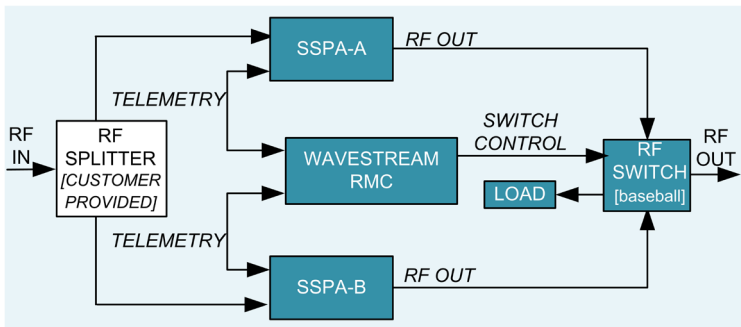 SSPA-A
RF OUT
TELEMETRY
RF
IN
RF
SPLITTER
[CUSTOMER
PROVIDED]
WAVESTREAM
RMC
SWITCH
CONTROL
LOAD
RF
SWITCH
[baseball]
RF
OUT
TELEMETRY
SSPA-B
RF OUT